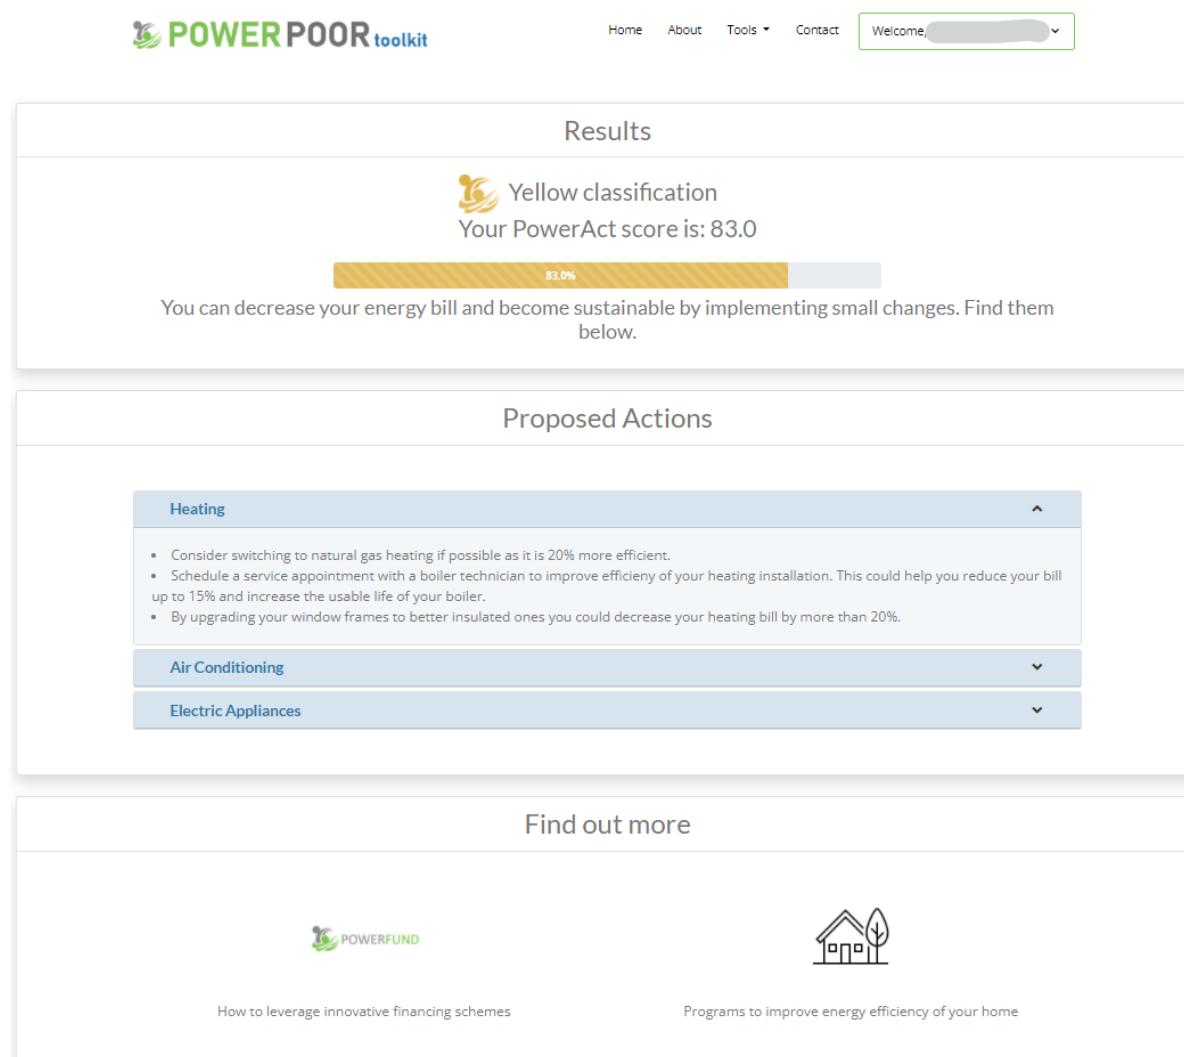 POWERPOOR toolkit
Home About Tools Contact Welcome,
Results
Yellow classification
Your PowerAct score is: 83.0
83.0%
You can decrease your energy bill and become sustainable by implementing small changes. Find them
below.
Proposed Actions
Heating
• Consider switching to natural gas heating if possible as it is 20% more efficient.
• Schedule a service appointment with a boiler technician to improve efficieny of your heating installation. This could help you reduce your bill
up to 15% and increase the usable life of your boiler.
• By upgrading your window frames to better insulated ones you could decrease your heating bill by more than 20%.
Air Conditioning
Electric Appliances
Find out more
POWERFUND
How to leverage innovative financing schemes
Programs to improve energy efficiency of your home